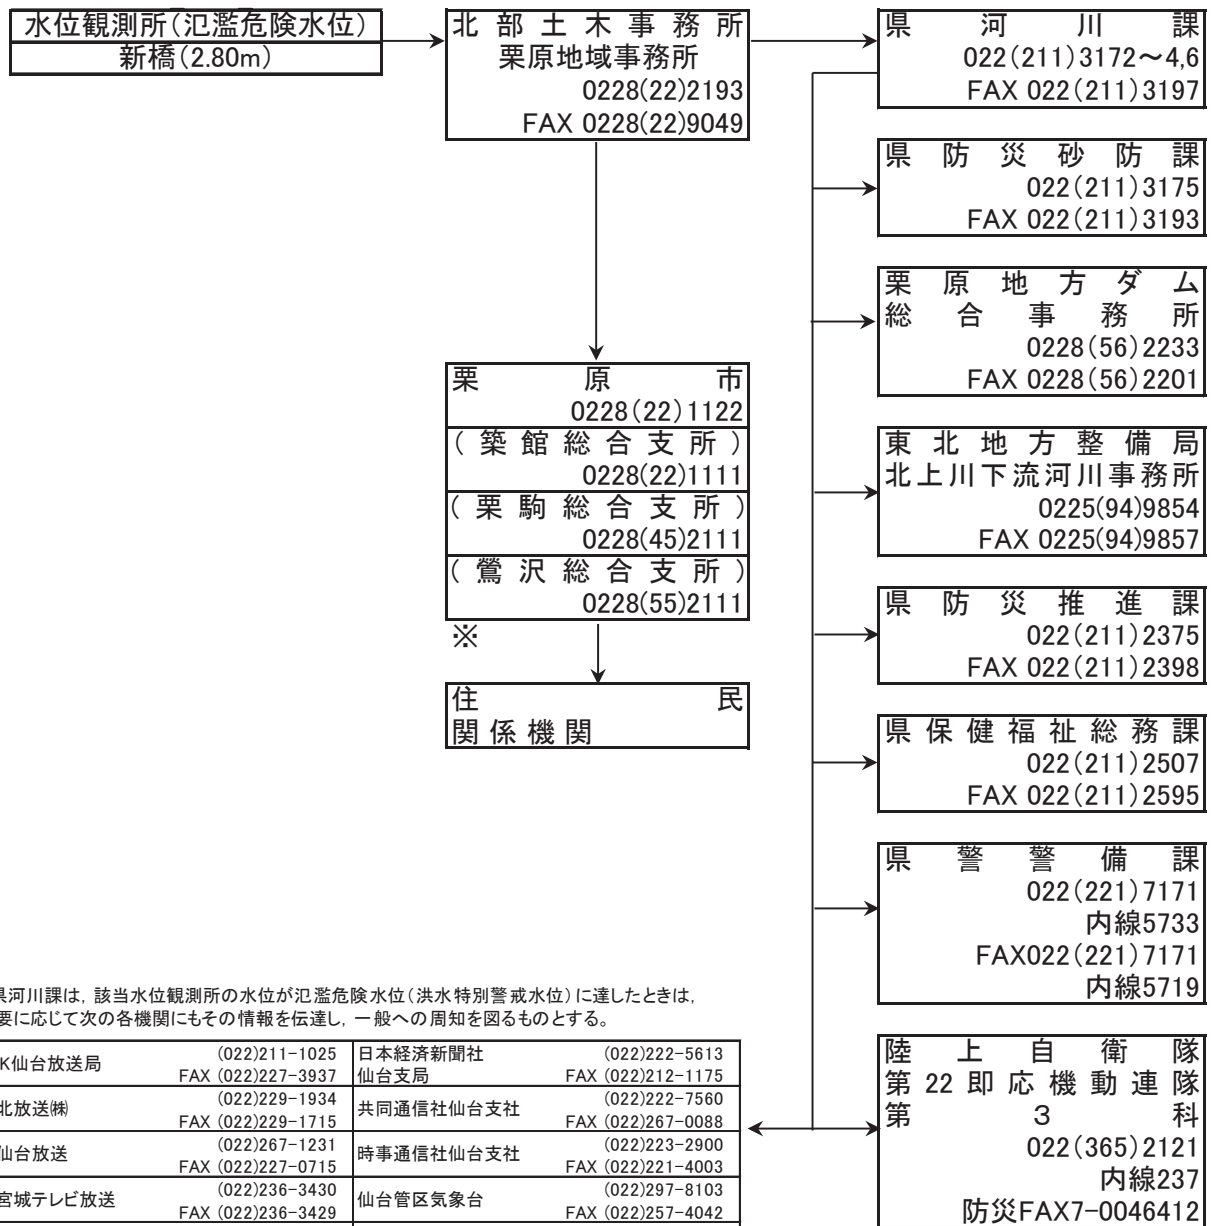 水位観測所(氾濫危険水位)
新橋(2.80m)
北部土木事務所
栗原地域事務所
0228(22)2193
FAX 0228(22)9049
栗原市
0228(22)1122
(築館総合支所)
0228(22)1111
(栗駒総合支所)
0228(45)2111
(鶯沢総合支所)
0228(55)2111
※
住民
関係機関
県河川課
022(211)3172～4,6
FAX 022(211)3197
県防災砂防課
022(211)3175
FAX 022(211)3193
栗原地方ダム
総合事務所
0228(56)2233
FAX 0228(56)2201
東北地方整備局
北上川下流河川事務所
0225(94)9854
FAX 0225(94)9857
県防災推進課
022(211)2375
FAX 022(211)2398
県保健福祉総務課
022(211)2507
FAX 022(211)2595
県警警備課
022(221)7171
内線5733
FAX022(221)7171
内線5719
陸上自衛隊
第22即応機動連隊
第3科
022(365)2121
内線237
防災FAX7-0046412
県河川課は，該当水位観測所の水位が氾濫危険水位(洪水特別警戒水位)に達したときは，
要に応じて次の各機関にもその情報を伝達し，一般への周知を図るものとする。
K仙台放送局
(022)211-1025
FAX (022)227-3937
日本経済新聞社
仙台支局
(022)222-5613
FAX (022)212-1175
北放送㈱
(022)229-1934
FAX (022)229-1715
共同通信社仙台支社
(022)222-7560
FAX (022)267-0088
仙台放送
(022)267-1231
FAX (022)227-0715
時事通信社仙台支社
(022)223-2900
FAX (022)221-4003
宮城テレビ放送
(022)236-3430
FAX (022)236-3429
仙台管区気象台
(022)297-8103
FAX (022)257-4042